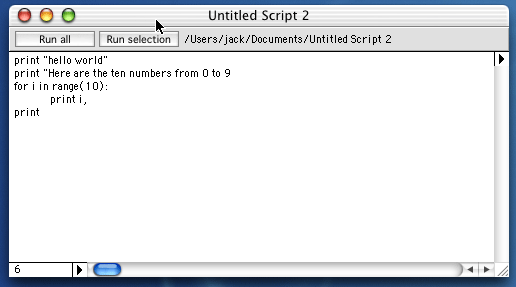 Untitled Script 2
Run all Run selection /Users/jack/Documents/Untitled Script 2
print "hello world"
print "Here are the ten numbers from 0 to 9
for i in range(10):
print i,
print
6